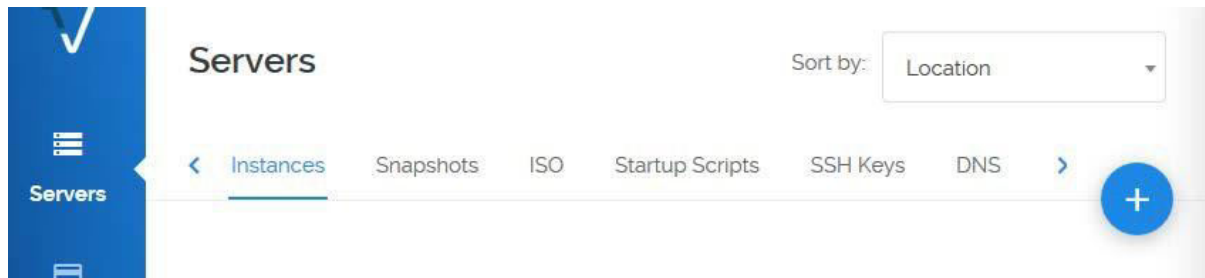 Servers
Sort by:
Location
Instances
Snapshots
ISO
Startup Scripts
SSH Keys
DNS
Servers